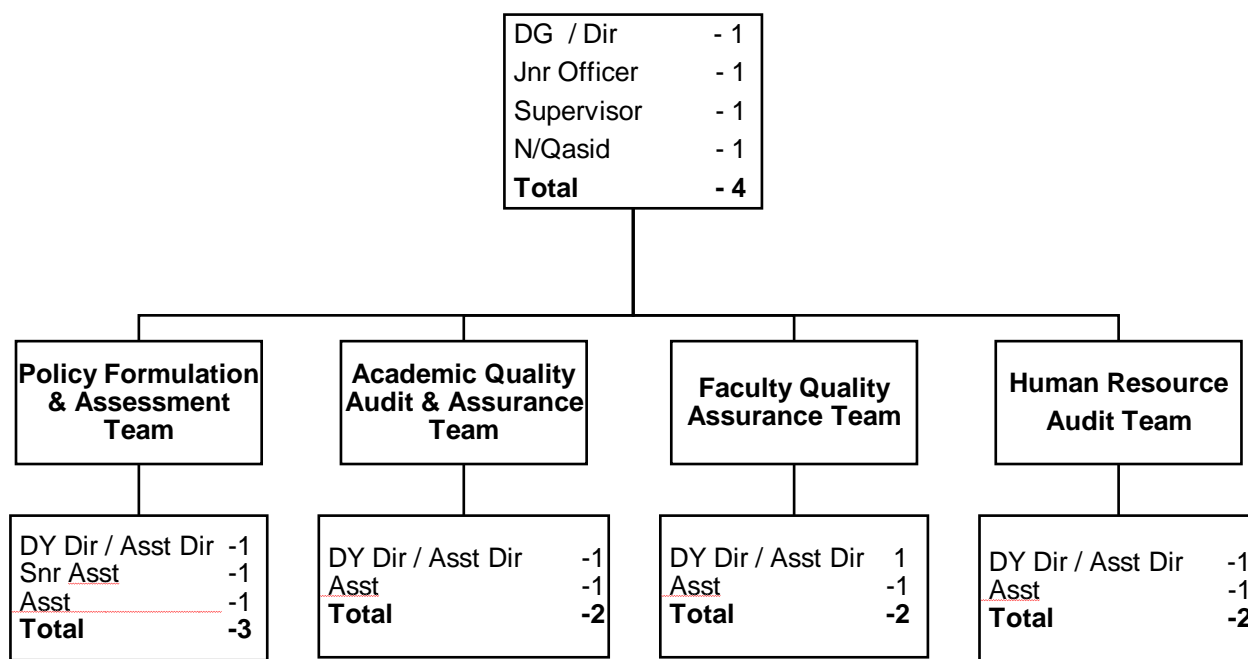 DG / Dir - 1
Jnr Officer - 1
Supervisor - 1
N/Qasid - 1
Total - 4
Policy Formulation
& Assessment
Team
Academic Quality
Audit & Assurance
Team
Faculty Quality
Assurance Team
Human Resource
Audit Team
DY Dir / Asst Dir -1
Snr Asst -1
Asst -1
Total -3
DY Dir / Asst Dir -1
Asst -1
Total -2
DY Dir / Asst Dir 1
Asst -1
Total -2
DY Dir / Asst Dir -1
Asst -1
Total -2